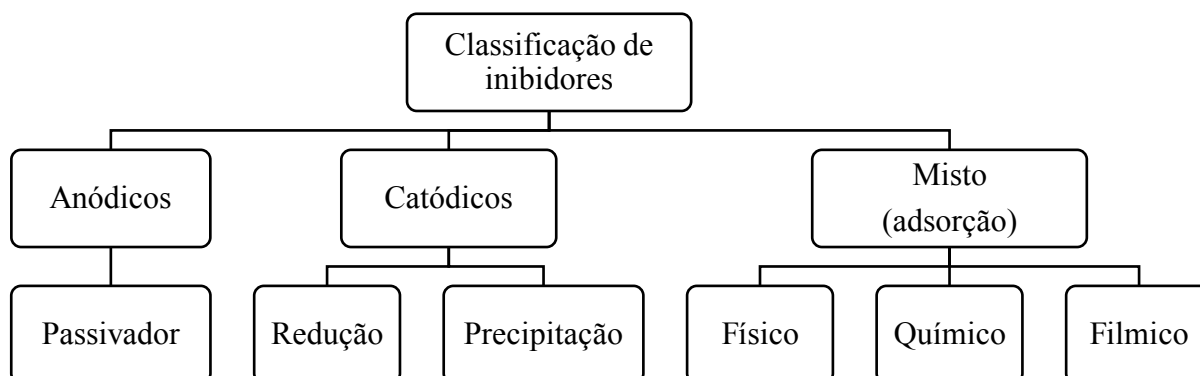 Classificação de
inibidores
Anódicos
Catódicos
Misto
(adsorção)
Passivador
Redução
Precipitação
Físico
Químico
Filmico